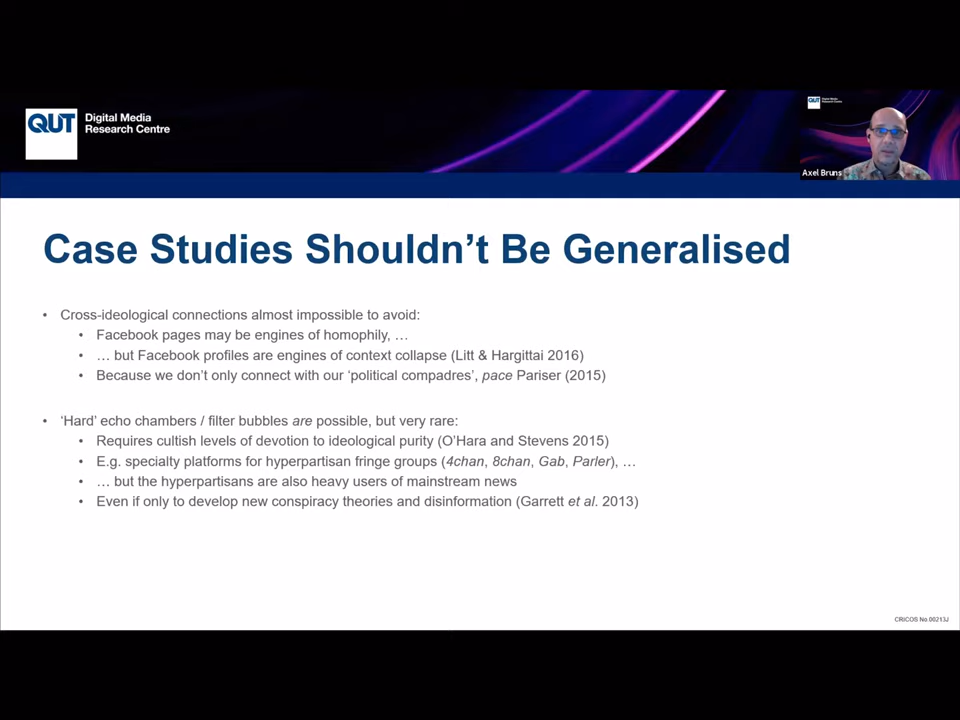 QUT
Digital Media
Research Centre
QUT
Axel Bruns
Case Studies Shouldn’t Be Generalised
• Cross-ideological connections almost impossible to avoid:
• Facebook pages may be engines of homophily, …
• … but Facebook profiles are engines of context collapse (Litt & Hargittai 2016)
• Because we don’t only connect with our ‘political compadres’, pace Pariser (2015)
• ‘Hard’ echo chambers / filter bubbles are possible, but very rare:
• Requires cultish levels of devotion to ideological purity (O’Hara and Stevens 2015)
• E.g. specialty platforms for hyperpartisan fringe groups (4chan, 8chan, Gab, Parler), …
• … but the hyperpartisans are also heavy users of mainstream news
• Even if only to develop new conspiracy theories and disinformation (Garrett et al. 2013)
CRICOS No.00213J